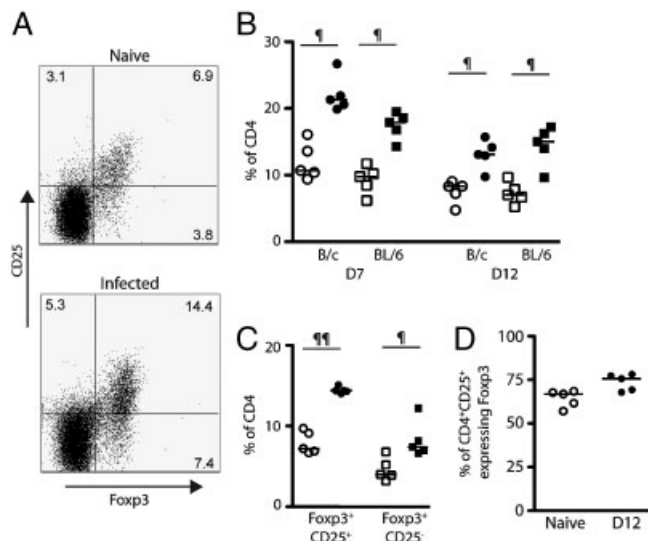 A
Naive
3.1 6.9
3.8
CD25
Infected
5.3 14.4
7.4
Foxp3
B
¶ ¶ ¶ ¶
% of CD4
30
20
10
0
B/c BL/6 B/c BL/6
D7 D12
C
¶¶ ¶
% of CD4
20
10
0
Foxp3⁺ Foxp3⁺
CD25⁺ CD25⁻
D
% of CD4⁺CD25⁺
expressing Foxp3
100
75
50
25
0
Naive D12